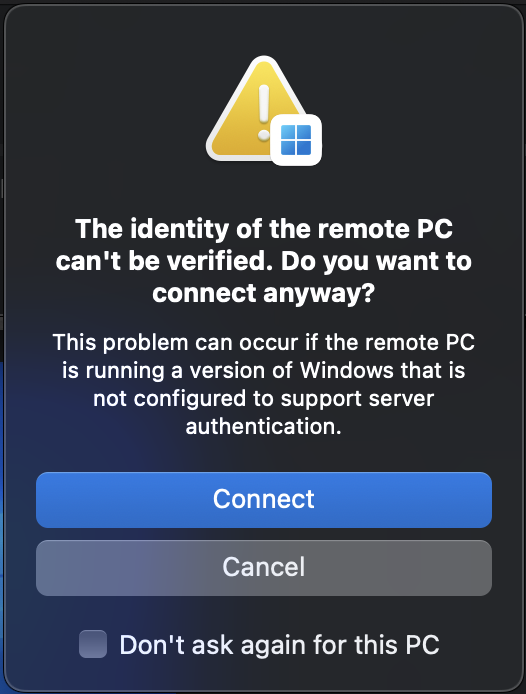 The identity of the remote PC
can't be verified. Do you want to
connect anyway?
This problem can occur if the remote PC
is running a version of Windows that is
not configured to support server
authentication.
Connect
Cancel
Don't ask again for this PC